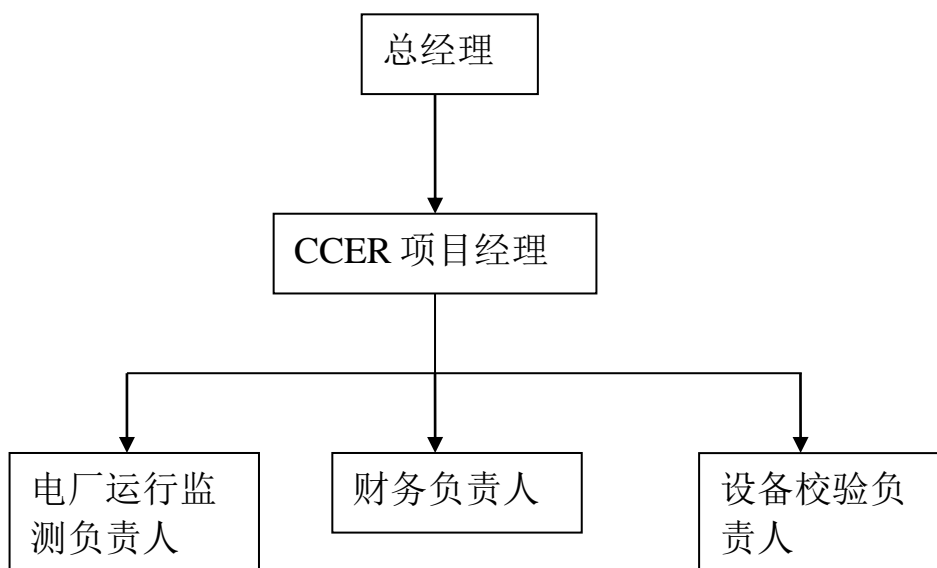 总经理
CCER 项目经理
电厂运行监
测负责人
财务负责人
设备校验负
责人